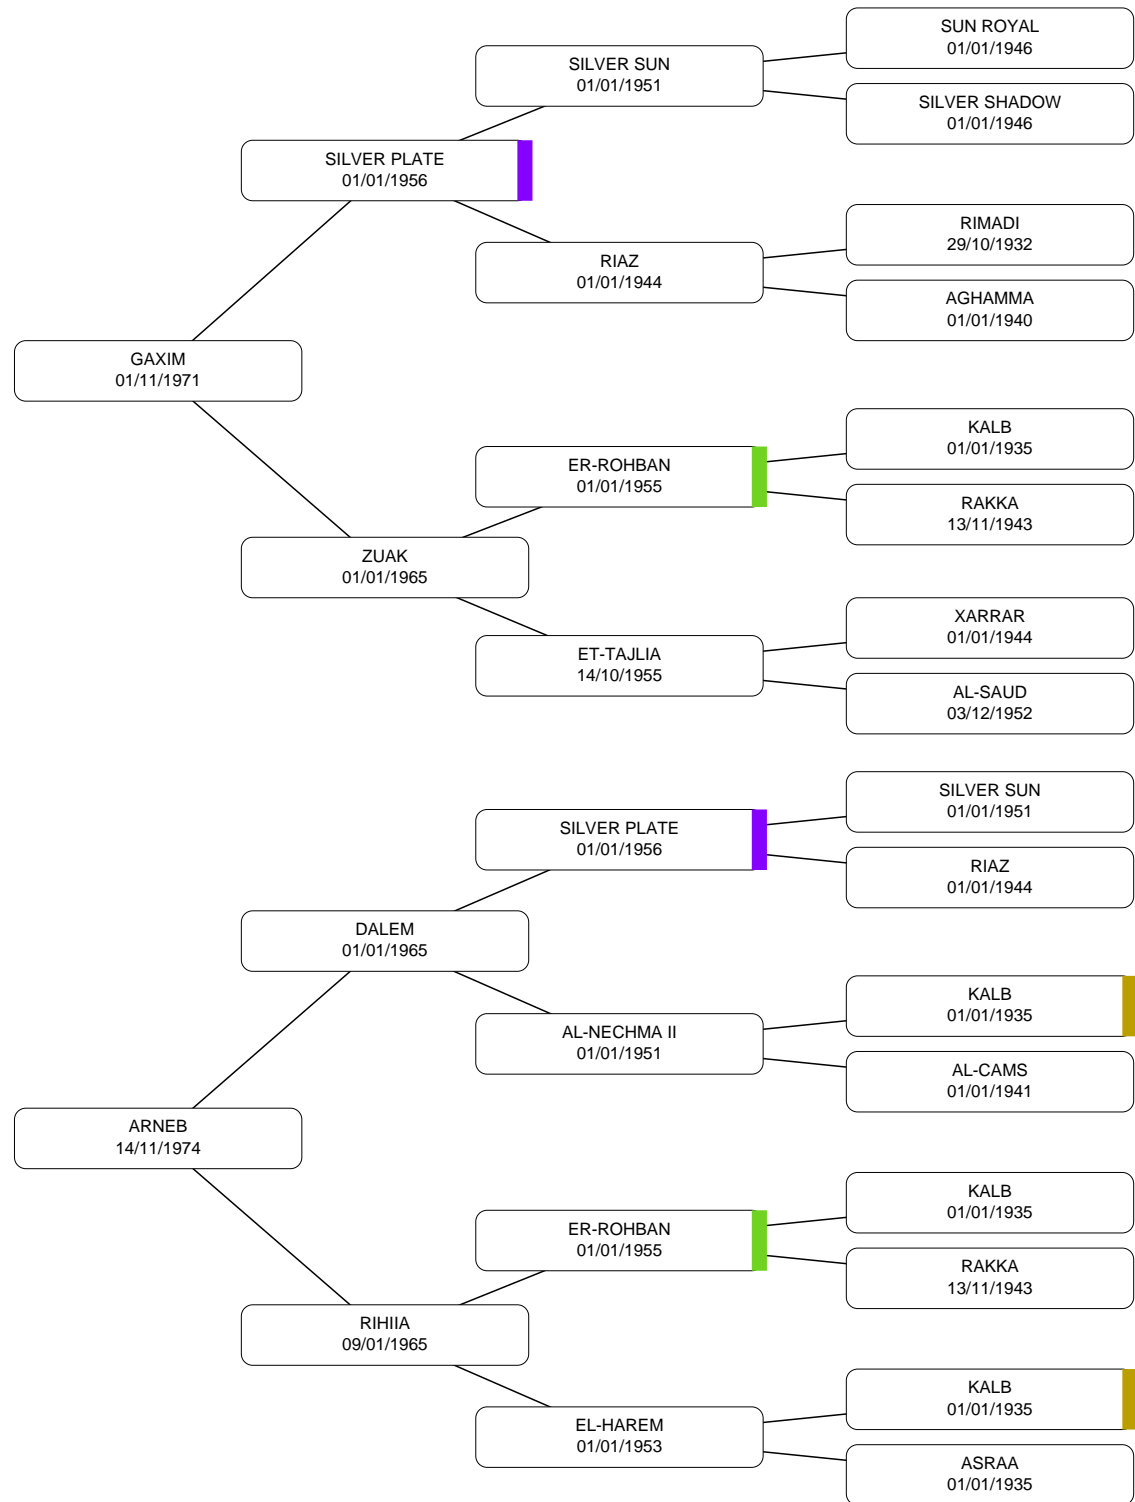 SUN ROYAL
01/01/1946
SILVER SUN
01/01/1951
SILVER SHADOW
01/01/1946
SILVER PLATE
01/01/1956
RIMADI
29/10/1932
RIAZ
01/01/1944
AGHAMMA
01/01/1940
GAXIM
01/11/1971
KALB
01/01/1935
ER-ROHBAN
01/01/1955
RAKKA
13/11/1943
ZUAK
01/01/1965
XARRAR
01/01/1944
ET-TAJLIA
14/10/1955
AL-SAUD
03/12/1952
SILVER SUN
01/01/1951
SILVER PLATE
01/01/1956
RIAZ
01/01/1944
DALEM
01/01/1965
KALB
01/01/1935
AL-NECHMA II
01/01/1951
AL-CAMS
01/01/1941
ARNEB
14/11/1974
KALB
01/01/1935
ER-ROHBAN
01/01/1955
RAKKA
13/11/1943
RIHIIA
09/01/1965
KALB
01/01/1935
EL-HAREM
01/01/1953
ASRAA
01/01/1935